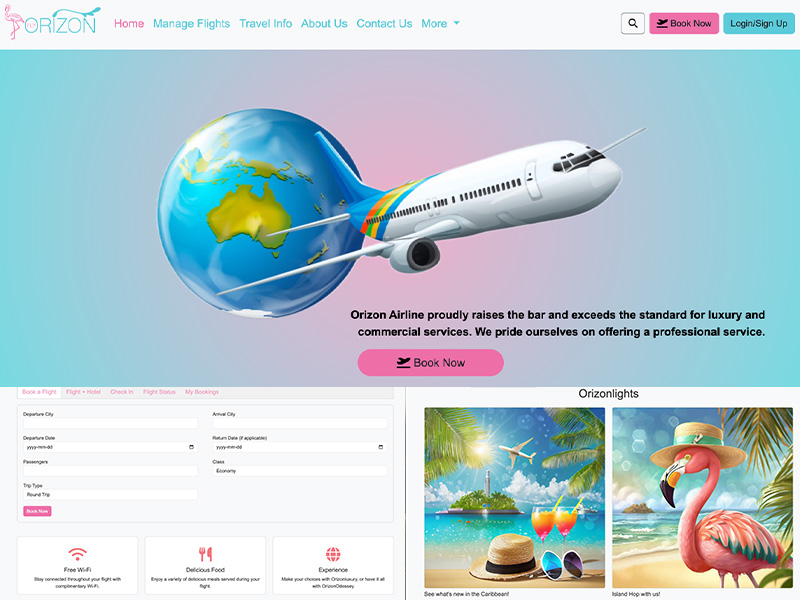 ORIZON
Home Manage Flights Travel Info About Us Contact Us More
Book Now Login/Sign Up
Orizon Airline proudly raises the bar and exceeds the standard for luxury and
commercial services. We pride ourselves on offering a professional service.
Book Now
Book a Flight Flight + Hotel Check In Flight Status My Bookings
Departure City Arrival City
Departure Date Return Date (if applicable)
yyyy-mm-dd yyyy-mm-dd
Passengers Class
Economy
Trip Type
Round Trip
Book Now
Free Wi-Fi
Stay connected throughout your flight with
complimentary Wi-Fi.
Delicious Food
Enjoy a variety of delicious meals served during your
flight.
Experience
Make your choices with Orizonluxury, or have it all
with OrizonOdessey.
Orizonlights
See what's new in the Caribbean!
Island Hop with us!